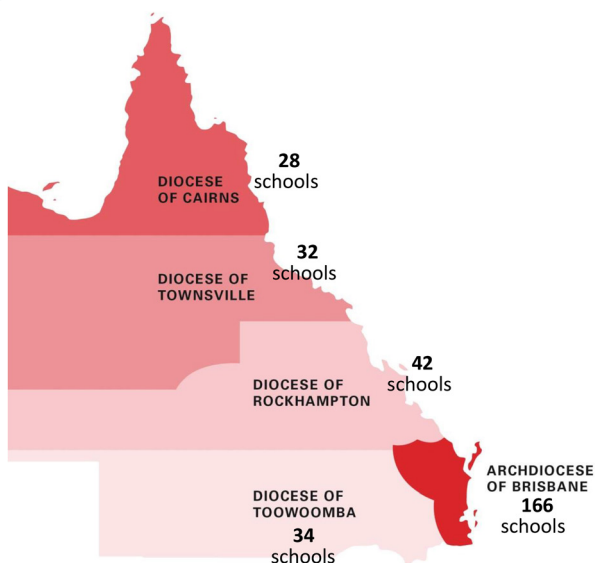 28
schools
DIOCESE
OF CAIRNS
32
schools
DIOCESE OF
TOWNSVILLE
42
schools
DIOCESE OF
ROCKHAMPTON
ARCHDIOCESE
OF BRISBANE
166
schools
DIOCESE OF
TOOWOOMBA
34
schools